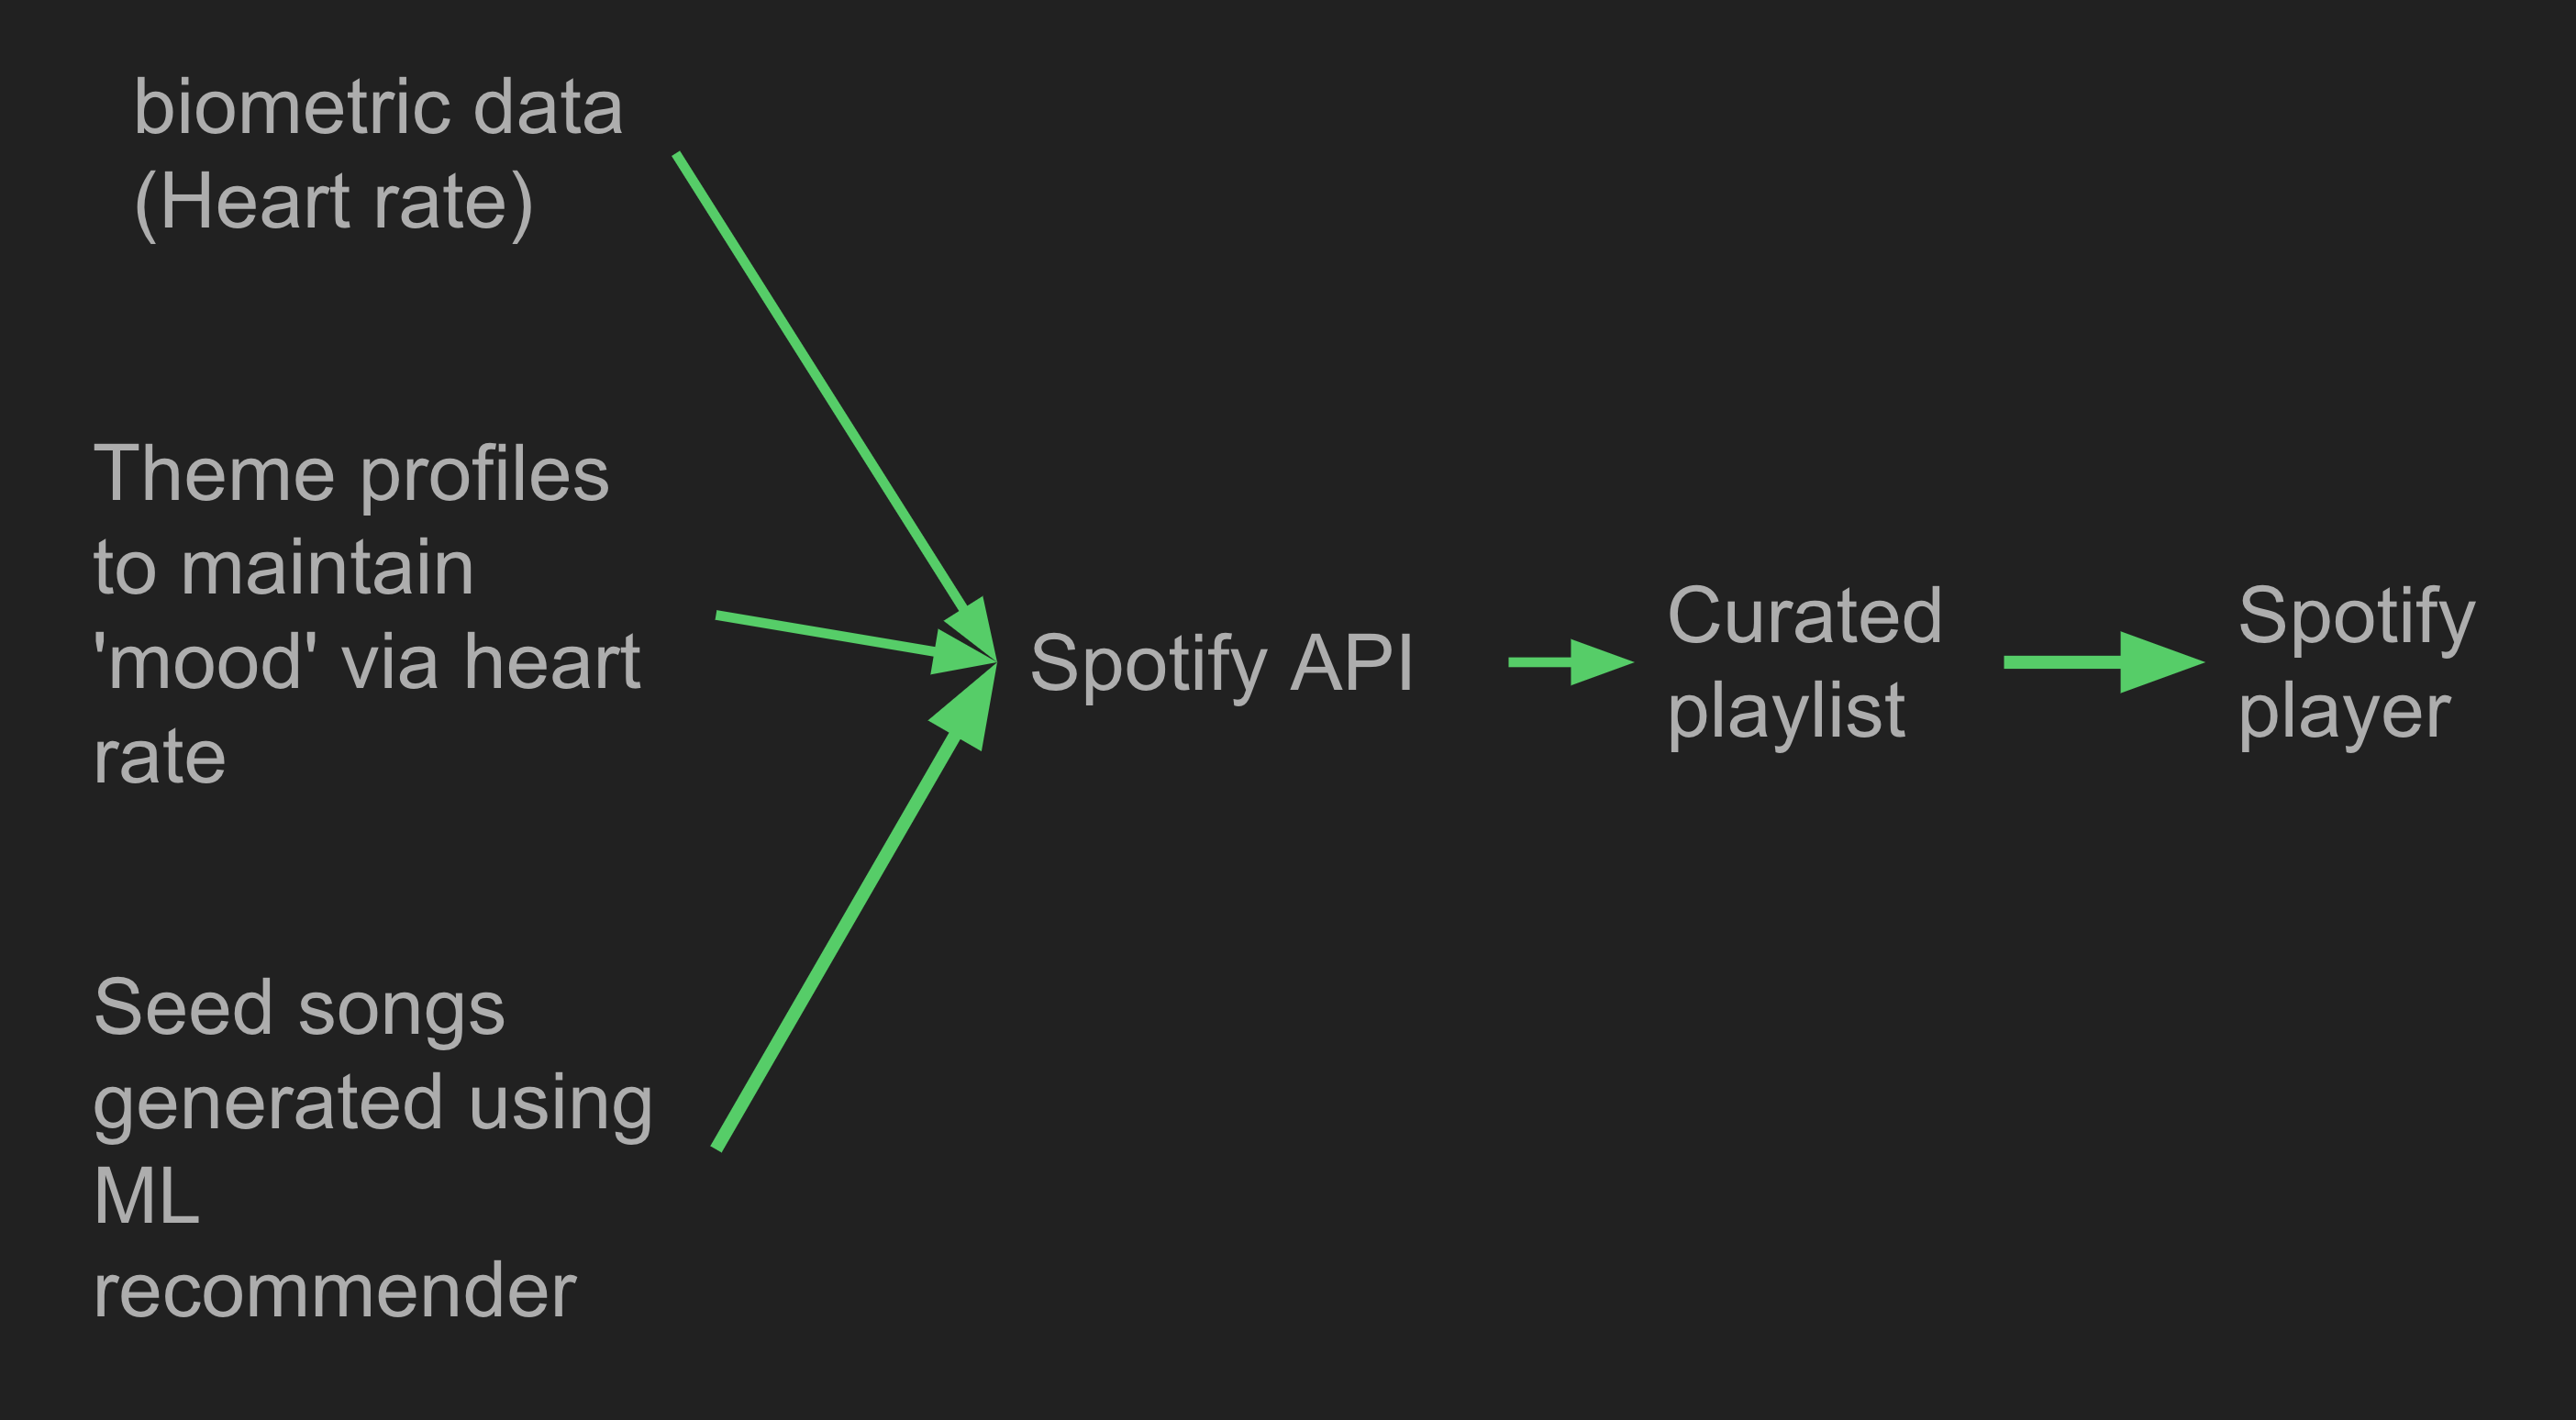 biometric data
(Heart rate)
Theme profiles
to maintain
'mood' via heart
rate
Seed songs
generated using
ML
recommender
Spotify API
Curated
playlist
Spotify
player